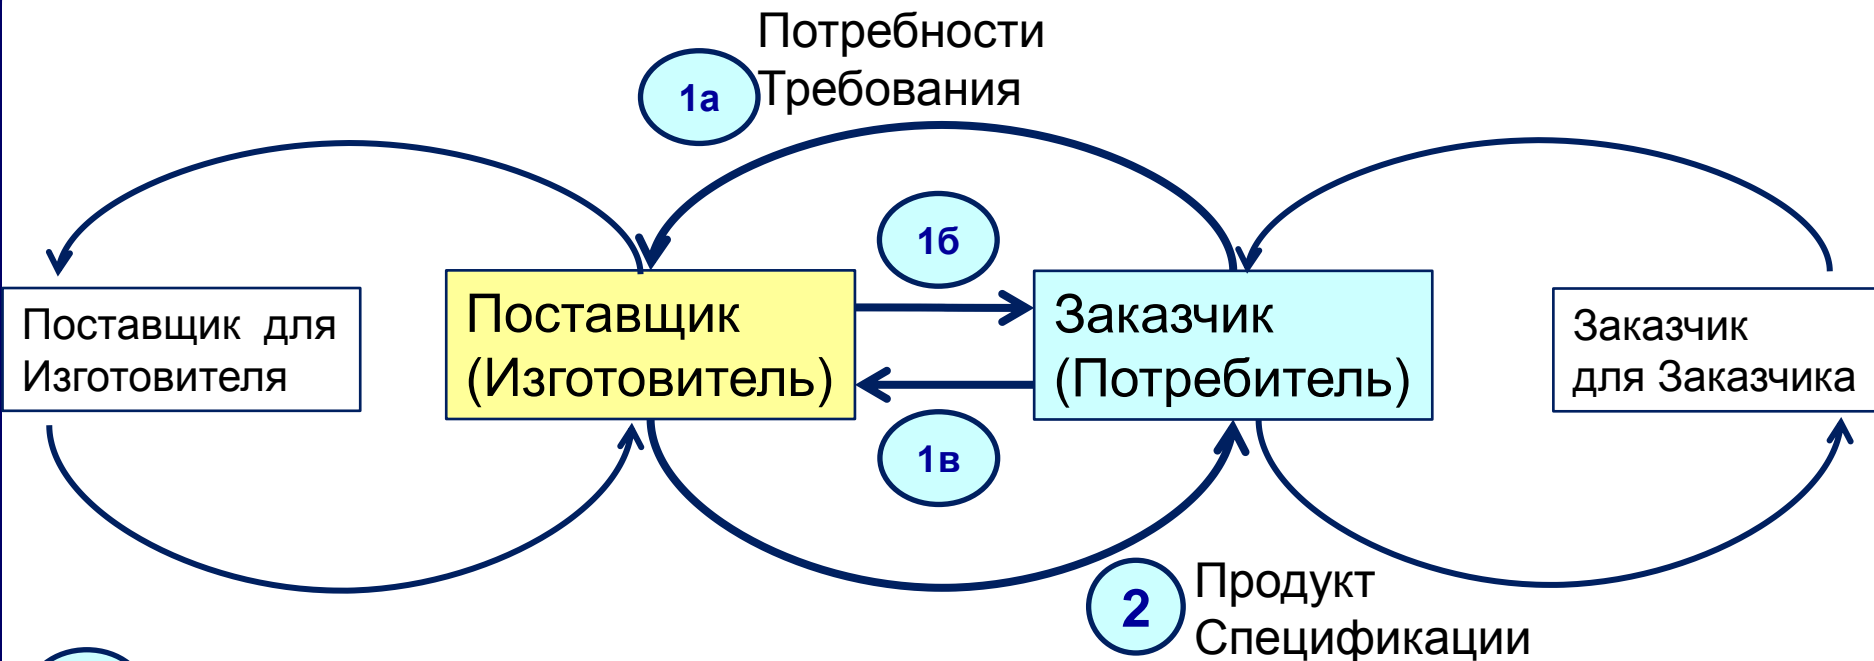 Потребности
Требования
1а
1б
Поставщик для
Изготовителя
Поставщик
(Изготовитель)
Заказчик
(Потребитель)
Заказчик
для Заказчика
1в
2
Продукт
Спецификации